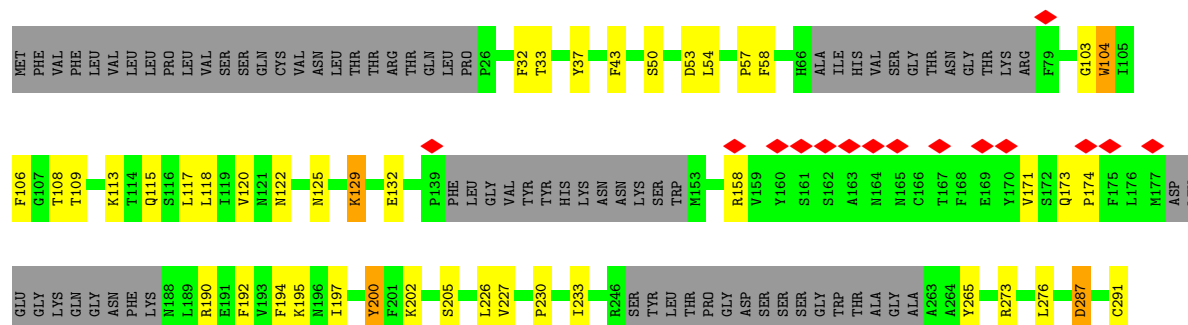 MET PHE VAL PHE LEU VAL LEU LEU PRO LEU VAL SER SER GLN CYS VAL ASN LEU THR THR ARG THR GLN LEU PRO P26 F32 T33 Y37 F43 S50 D53 L54 P57 F58 H66 ALA ILE HIS VAL SER GLY THR ASN GLY THR LYS ARG F79 G103 W104 I105
F106 G107 T108 T109 K113 T114 Q115 S116 L117 L118 I119 V120 N121 N122 N125 K129 E132 P139 PHE LEU GLY VAL TYR TYR HIS LYS ASN ASN LYS SER TRP M153 R158 V159 Y160 S161 S162 A163 N164 N165 C166 T167 F168 E169 Y170 V171 S172 Q173 P174 F175 L176 M177 ASP
GLU GLY LYS GLN GLY ASN PHE LYS N188 L189 R190 E191 F192 V193 F194 K195 N196 I197 Y200 F201 K202 S205 L226 V227 P230 I233 R246 SER TYR LEU THR PRO GLY ASP SER SER SER GLY TRP THR ALA GLY ALA A263 A264 Y265 R273 L276 D287 C291